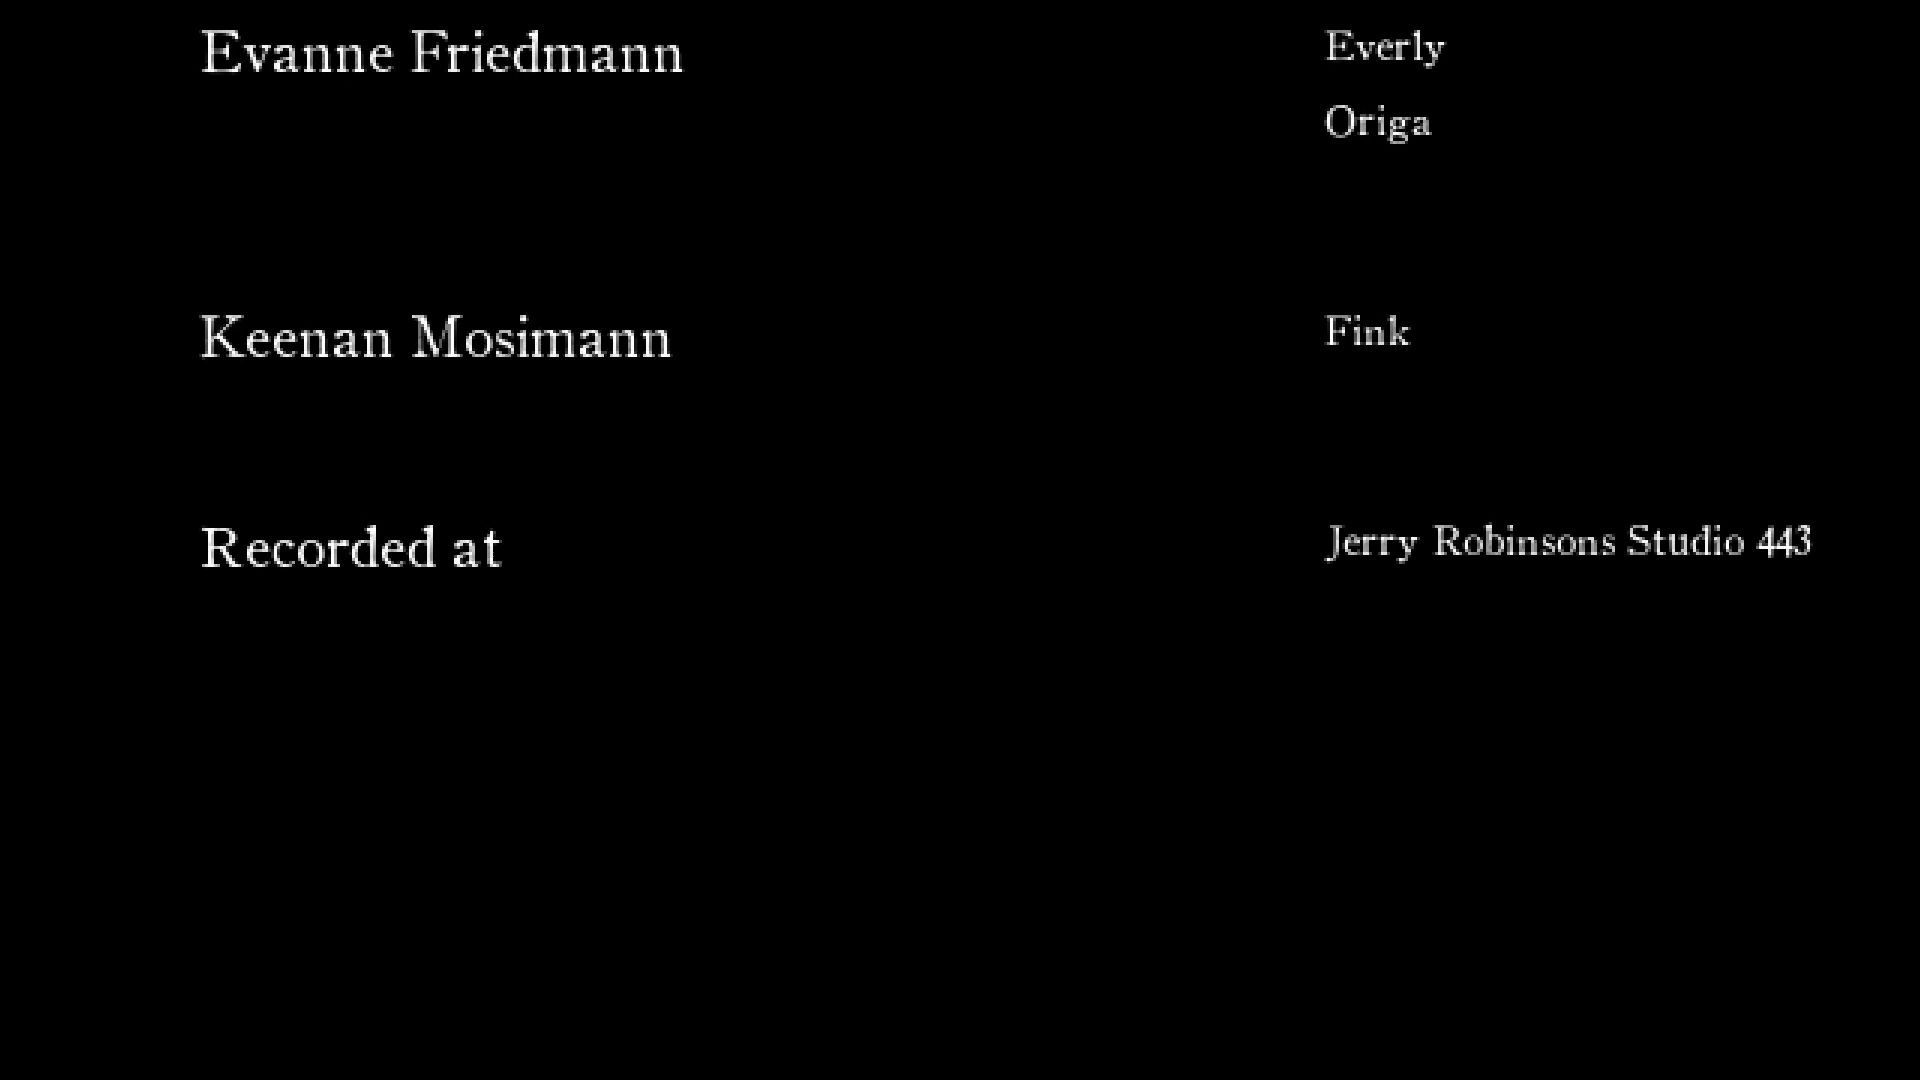 Evanne Friedmann Everly
Origa
Keenan Mosimann Fink
Recorded at Jerry Robinsons Studio 443